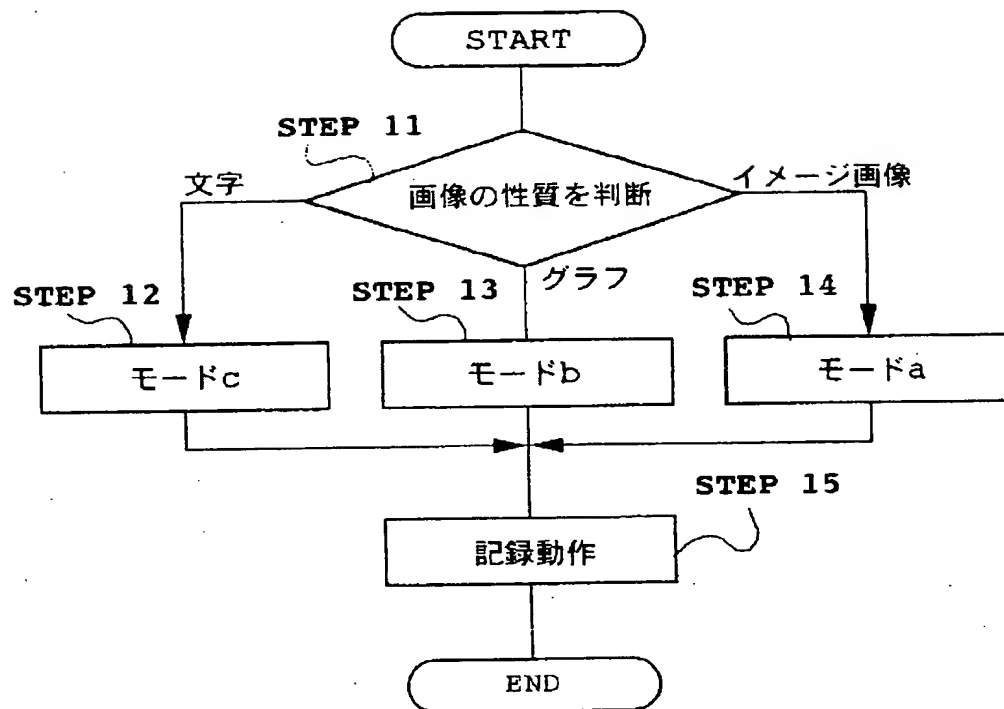 START
STEP 11
文字
画像の性質を判断
イメージ画像
グラフ
STEP 12
STEP 13
STEP 14
モードc
モードb
モードa
STEP 15
記録動作
END